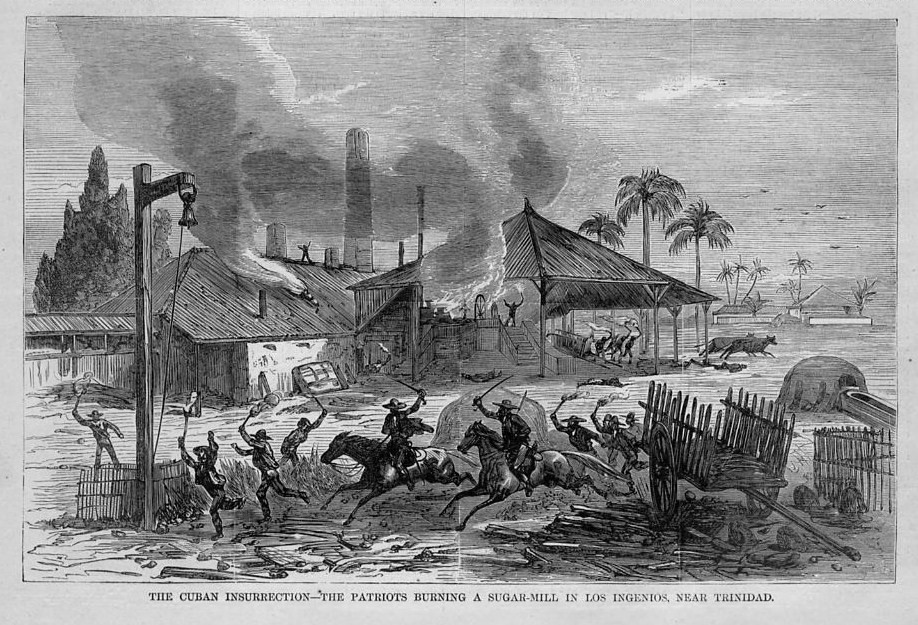 THE CUBAN INSURRECTION—THE PATRIOTS BURNING A SUGAR-MILL IN LOS INGENIOS, NEAR TRINIDAD.